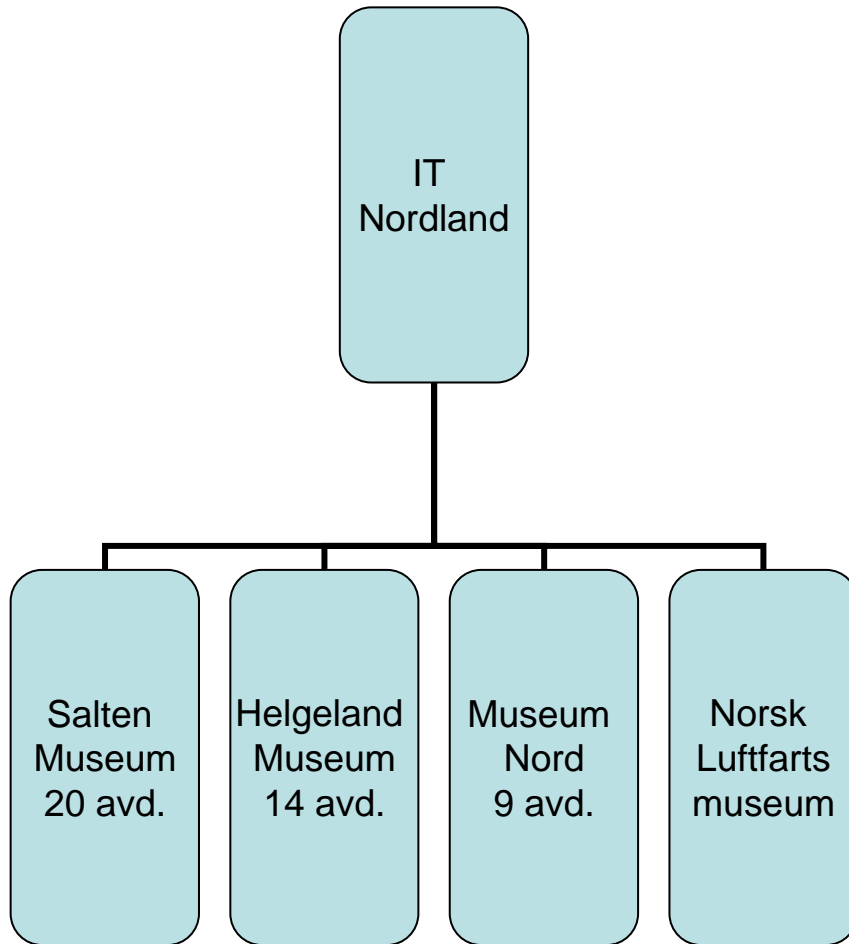 IT
Nordland
Salten
Museum
20 avd.
Helgeland
Museum
14 avd.
Museum
Nord
9 avd.
Norsk
Luftfarts
museum